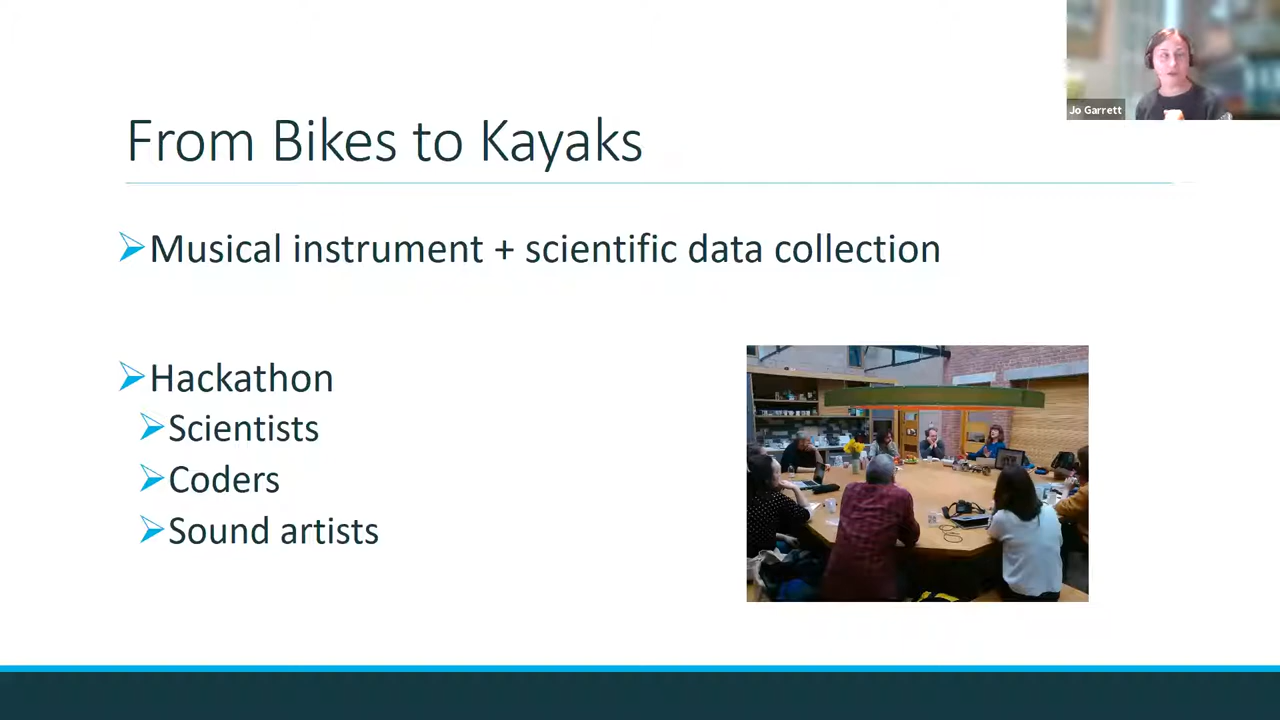 Jo Garrett
From Bikes to Kayaks
Musical instrument + scientific data collection
Hackathon
Scientists
Coders
Sound artists